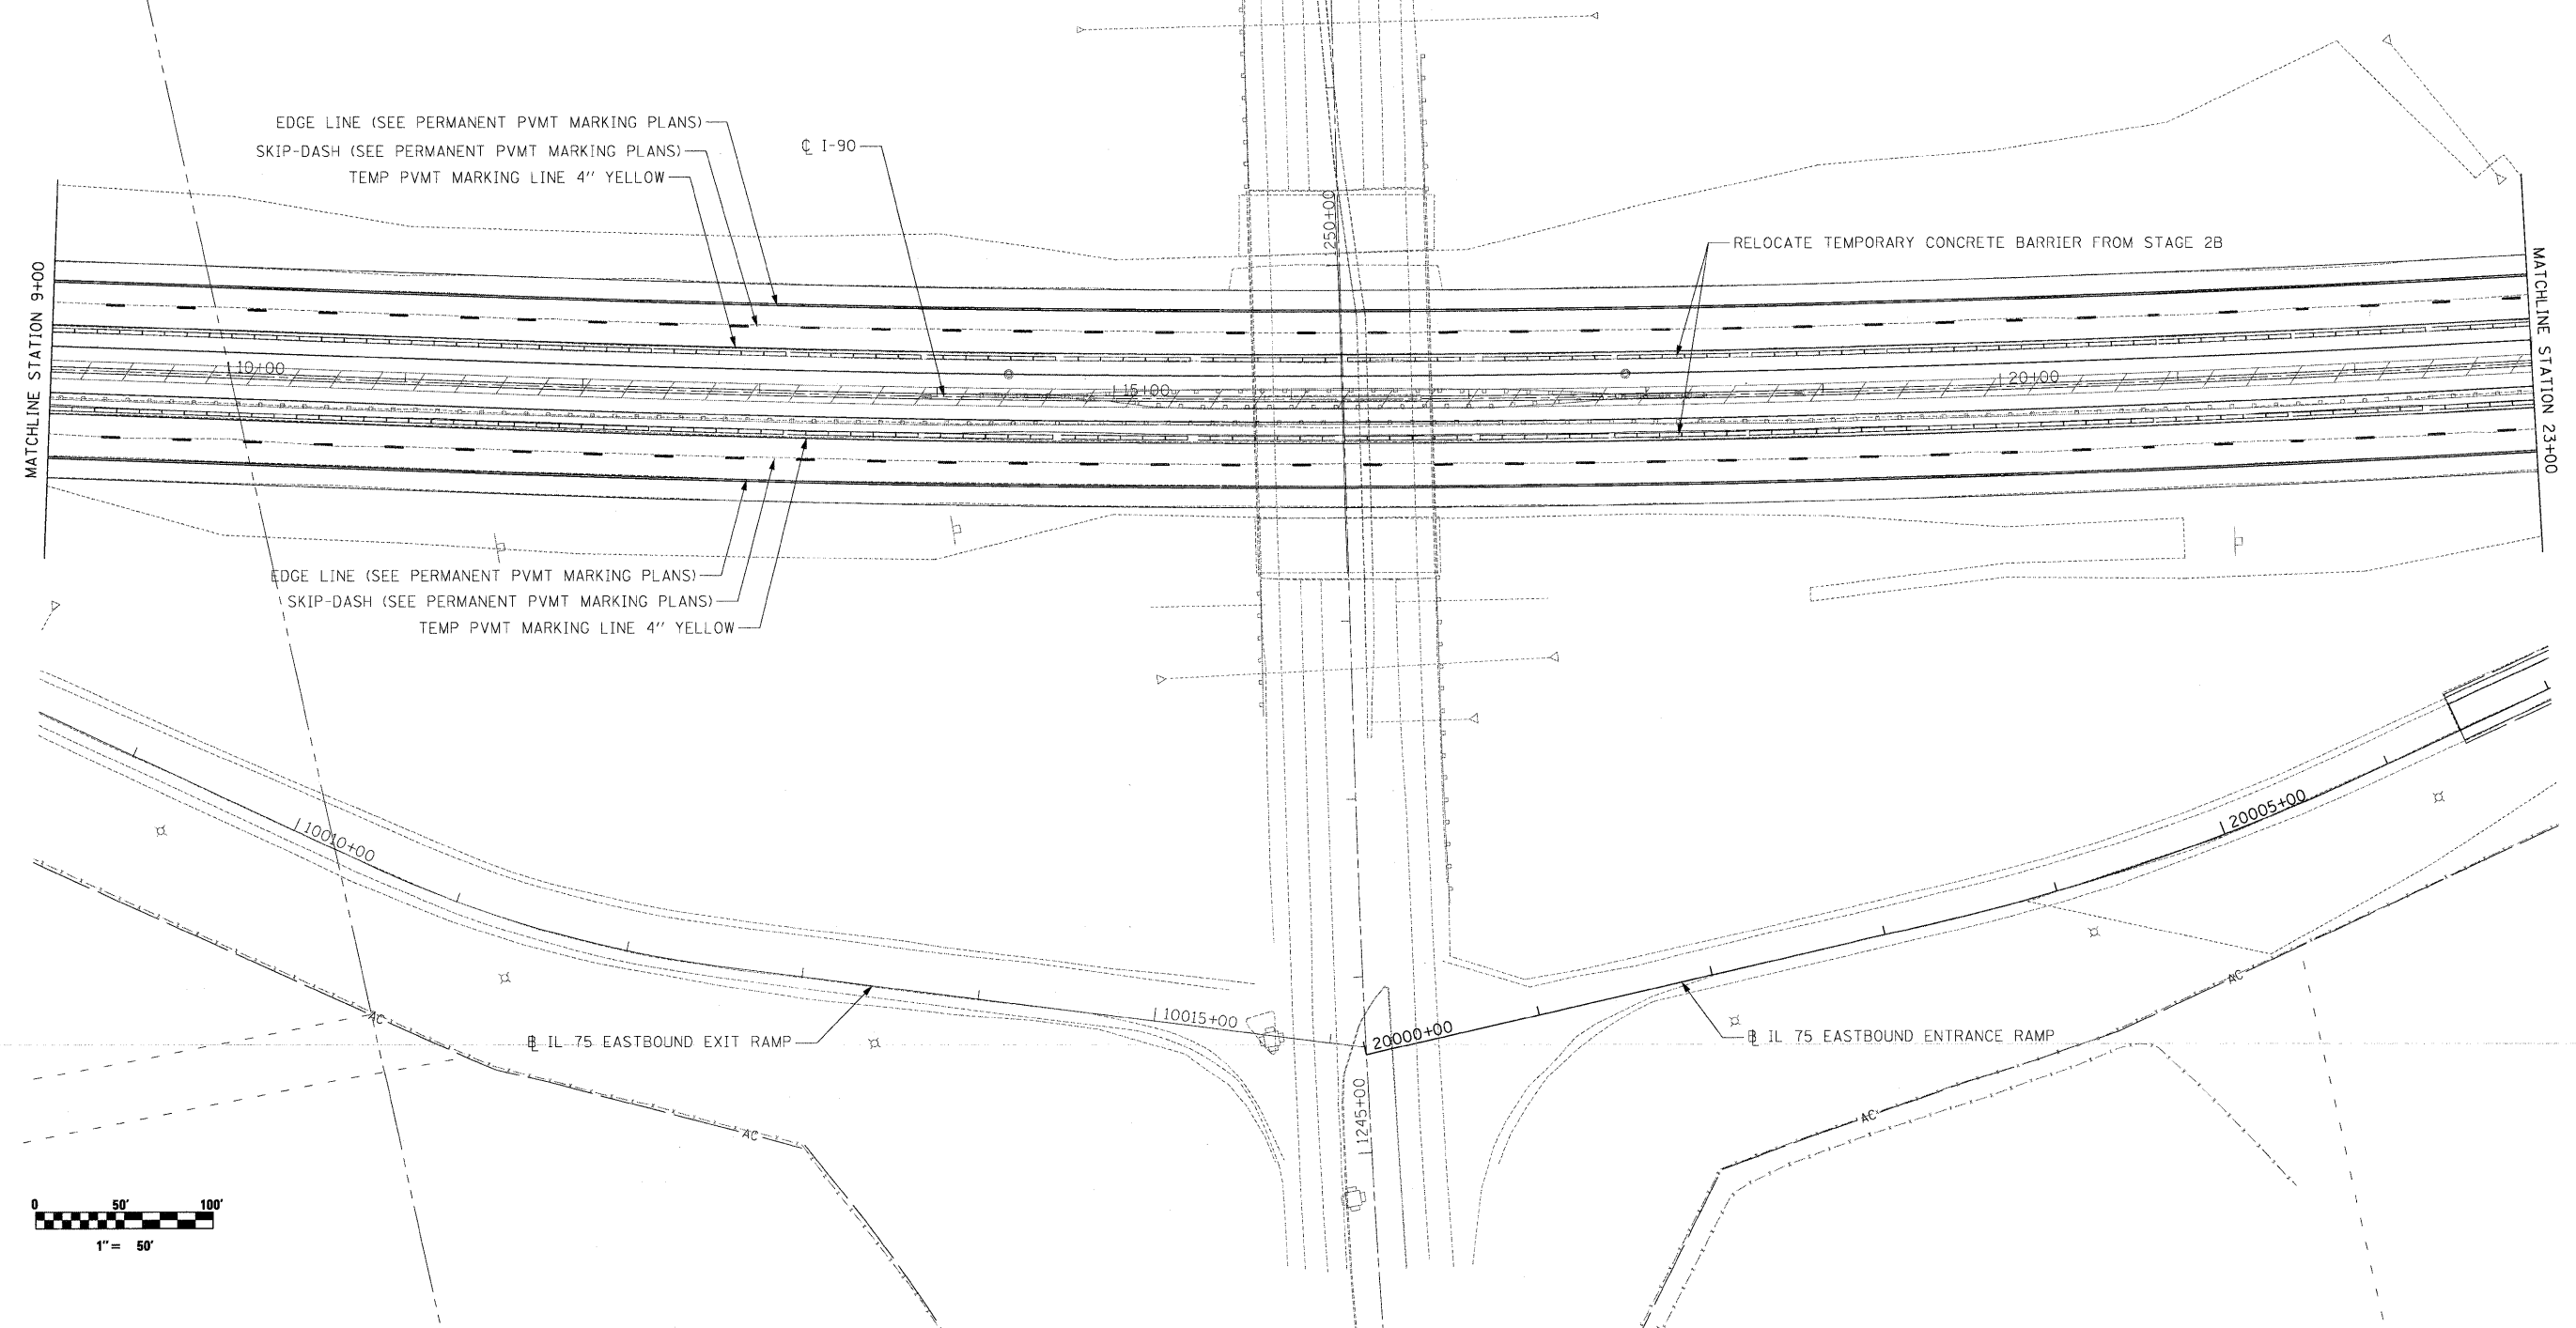 EDGE LINE (SEE PERMANENT PVMT MARKING PLANS)
SKIP-DASH (SEE PERMANENT PVMT MARKING PLANS)
TEMP PVMT MARKING LINE 4" YELLOW
℄ I-90
1250+00
RELOCATE TEMPORARY CONCRETE BARRIER FROM STAGE 2B
MATCHLINE STATION 9+00
MATCHLINE STATION 23+00
10+00
15+00
20+00
EDGE LINE (SEE PERMANENT PVMT MARKING PLANS)
SKIP-DASH (SEE PERMANENT PVMT MARKING PLANS)
TEMP PVMT MARKING LINE 4" YELLOW
10010+00
20005+00
AC
AC
10015+00
20000+00
BL IL 75 EASTBOUND EXIT RAMP
BL IL 75 EASTBOUND ENTRANCE RAMP
1245+00
AC
AC
0 50' 100'
1" = 50'